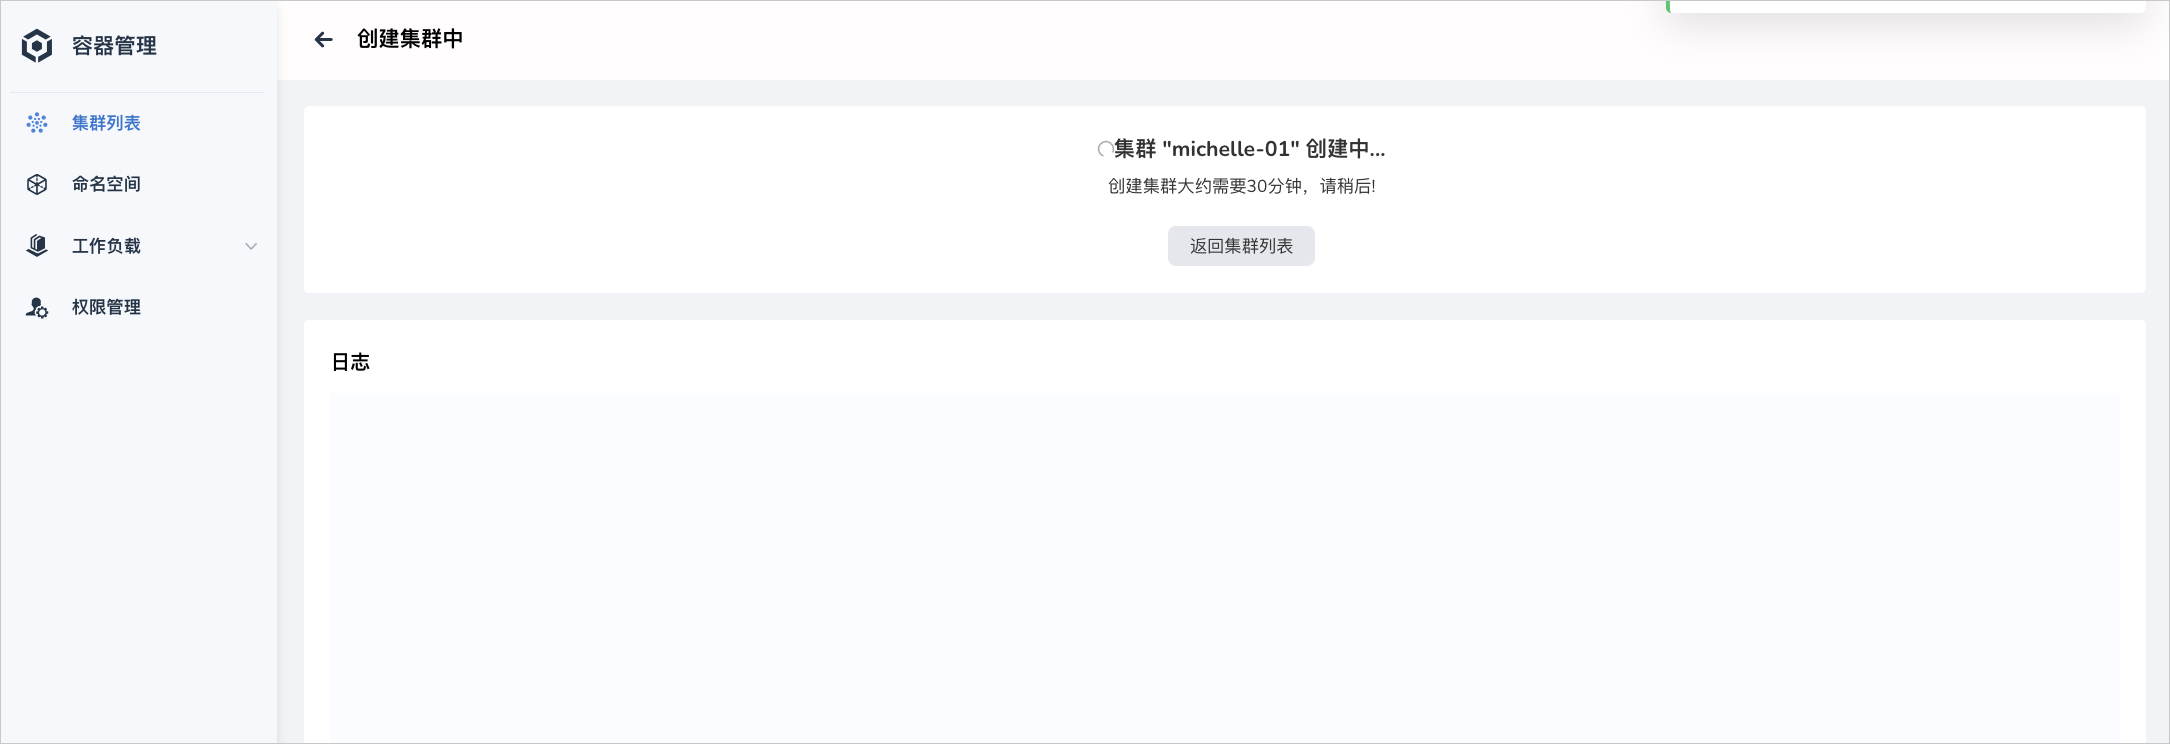 容器管理
集群列表
命名空间
工作负载
权限管理
创建集群中
集群 "michelle-01" 创建中...
创建集群大约需要30分钟，请稍后!
返回集群列表
日志